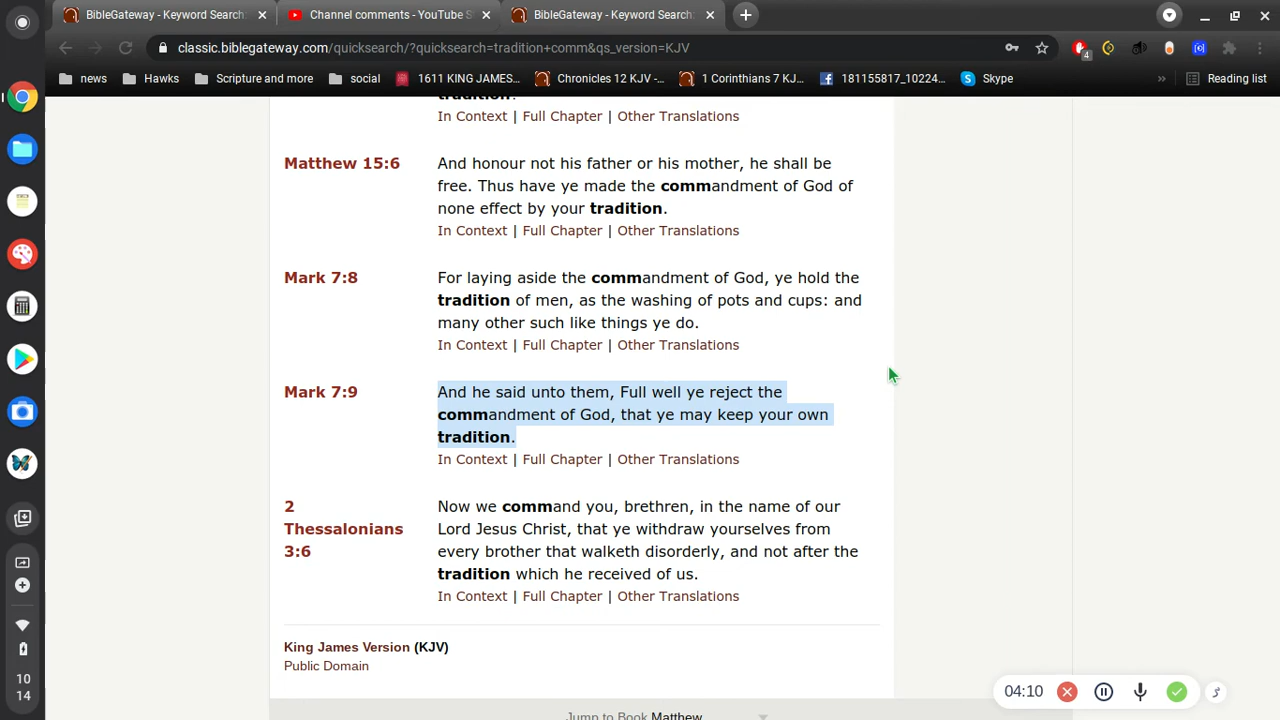 BibleGateway - Keyword Search:
Channel comments - YouTube S
BibleGateway - Keyword Search:
classic.biblegateway.com/quicksearch/?quicksearch=tradition+comm&qs_version=KJV
4
news
Hawks
Scripture and more
social
1611 KING JAMES...
Chronicles 12 KJV -...
1 Corinthians 7 KJ...
181155817_10224...
Skype
»
Reading list
tradition?
In Context | Full Chapter | Other Translations
Matthew 15:6
And honour not his father or his mother, he shall be
free. Thus have ye made the commandment of God of
none effect by your tradition.
In Context | Full Chapter | Other Translations
Mark 7:8
For laying aside the commandment of God, ye hold the
tradition of men, as the washing of pots and cups: and
many other such like things ye do.
In Context | Full Chapter | Other Translations
Mark 7:9
And he said unto them, Full well ye reject the
commandment of God, that ye may keep your own
tradition.
In Context | Full Chapter | Other Translations
2
Thessalonians
3:6
Now we command you, brethren, in the name of our
Lord Jesus Christ, that ye withdraw yourselves from
every brother that walketh disorderly, and not after the
tradition which he received of us.
In Context | Full Chapter | Other Translations
King James Version (KJV)
Public Domain
Jump to Book Matthew
10
14
04:10